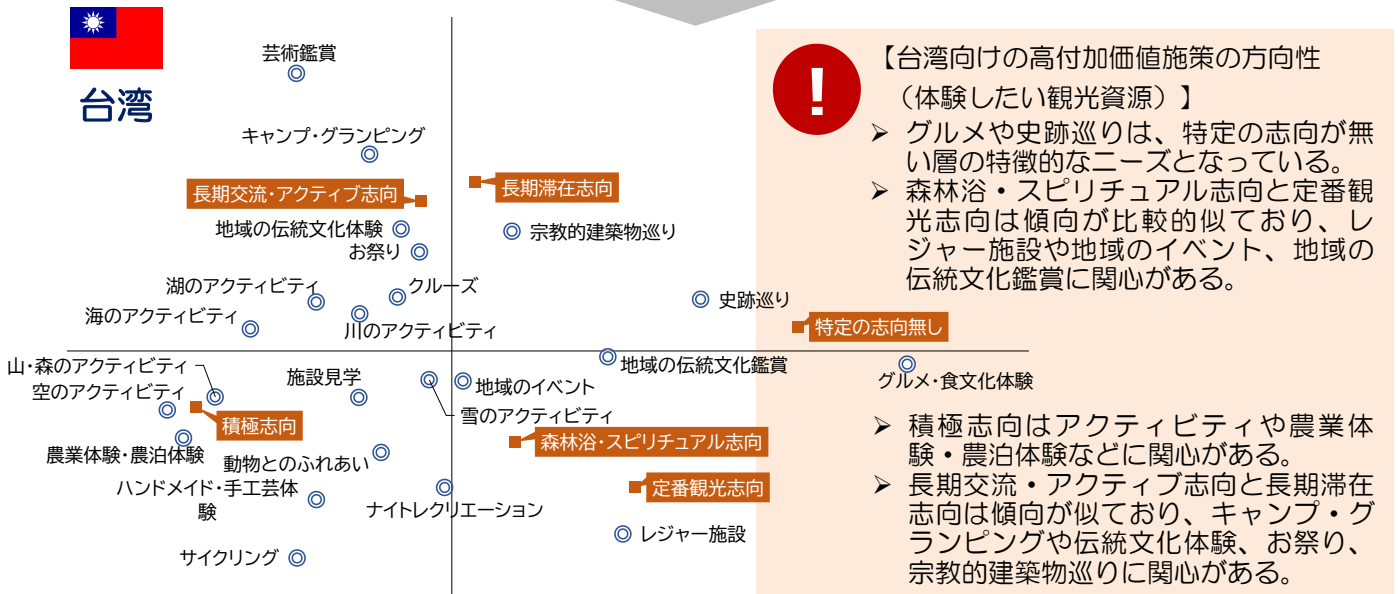 台湾
芸術鑑賞
キャンプ・グランピング
長期交流・アクティブ志向
長期滞在志向
地域の伝統文化体験
宗教的建築物巡り
お祭り
湖のアクティビティ
クルーズ
史跡巡り
海のアクティビティ
川のアクティビティ
特定の志向無し
山・森のアクティビティ
空のアクティビティ
施設見学
地域のイベント
地域の伝統文化鑑賞
グルメ・食文化体験
雪のアクティビティ
積極志向
森林浴・スピリチュアル志向
農業体験・農泊体験
動物とのふれあい
ハンドメイド・手工芸体
験
定番観光志向
ナイトレクリエーション
レジャー施設
サイクリング
!
【台湾向けの高付加価値施策の方向性
(体験したい観光資源)】
➢ グルメや史跡巡りは、特定の志向が無
い層の特徴的なニーズとなっている。
➢ 森林浴・スピリチュアル志向と定番観
光志向は傾向が比較的似ており、レ
ジャー施設や地域のイベント、地域の
伝統文化鑑賞に関心がある。
➢ 積極志向はアクティビティや農業体
験・農泊体験などに関心がある。
➢ 長期交流・アクティブ志向と長期滞在
志向は傾向が似ており、キャンプ・グ
ランピングや伝統文化体験、お祭り、
宗教的建築物巡りに関心がある。